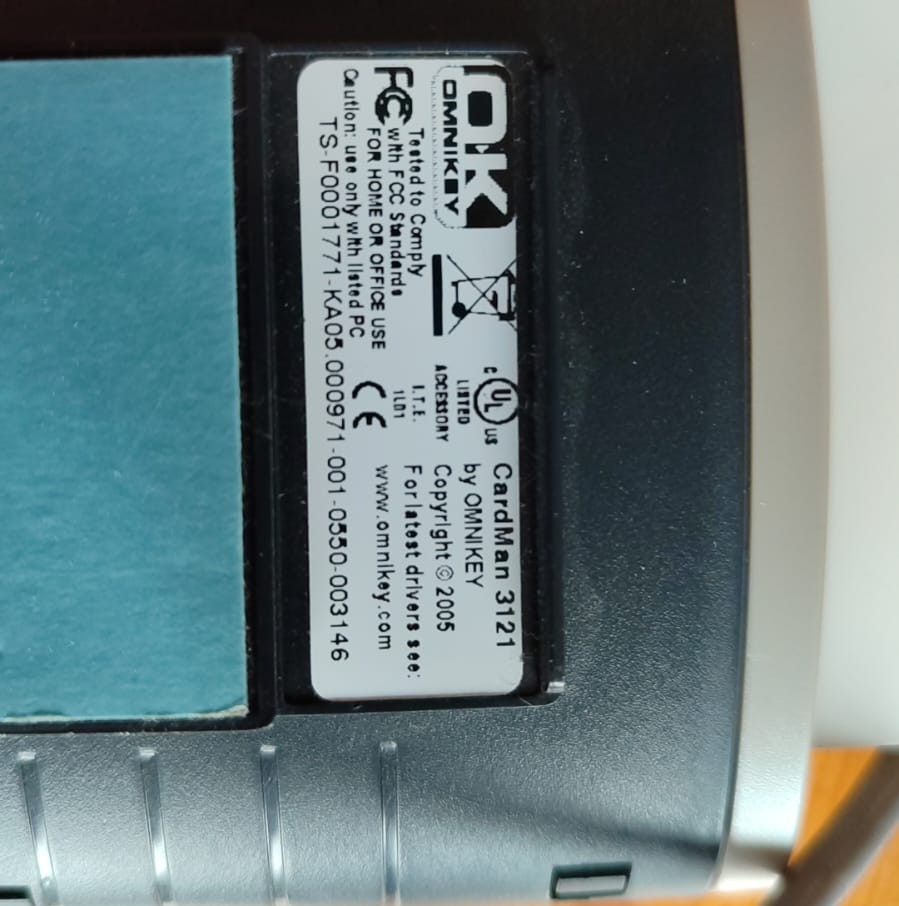 OK
OMNIKEY
Tested to Comply
With FCC Standards
FOR HOME OR OFFICE USE
Caution: use only with listed PC
TS-F0001771-KA05.000971-001-0550-003146
C UL US
LISTED
ACCESSORY
I.T.E.
1LD1
CE
CardMan 3121
by OMNIKEY
Copyright © 2005
For latest drivers see:
www.omnikey.com